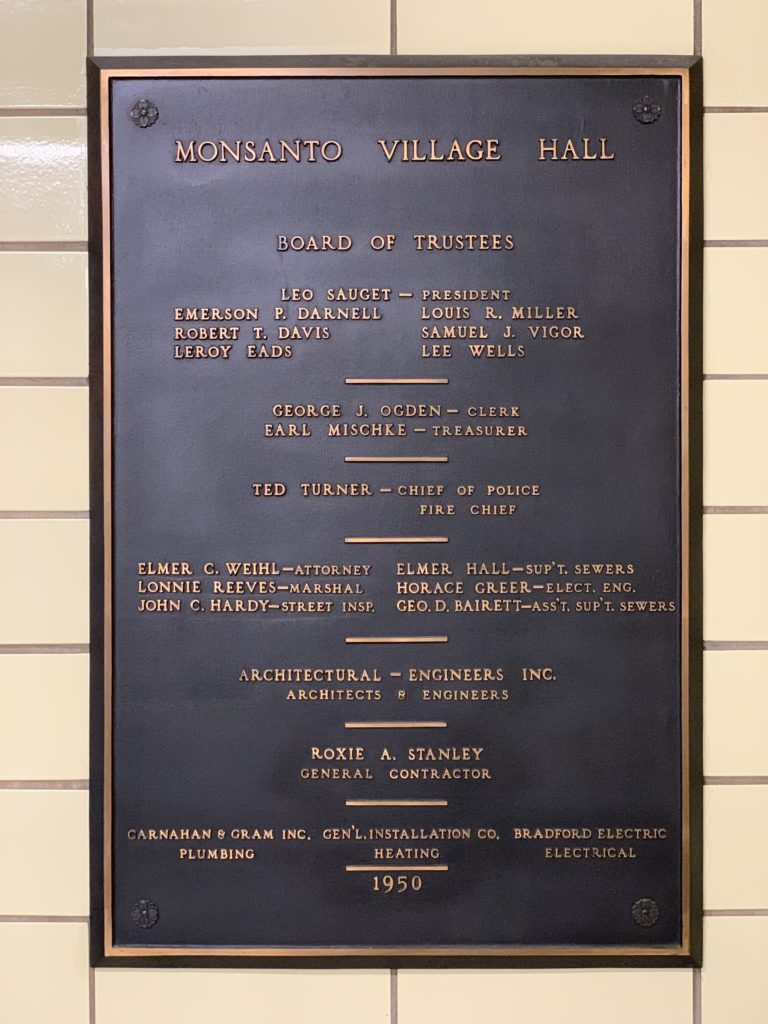 MONSANTO VILLAGE HALL
BOARD OF TRUSTEES
LEO SAUGET — PRESIDENT
EMERSON P. DARNELL LOUIS R. MILLER
ROBERT T. DAVIS SAMUEL J. VIGOR
LEROY EADS LEE WELLS
GEORGE J. OGDEN — CLERK
EARL MISCHKE — TREASURER
TED TURNER — CHIEF OF POLICE
FIRE CHIEF
ELMER C. WEIHL—ATTORNEY ELMER HALL—SUP'T. SEWERS
LONNIE REEVES—MARSHAL HORACE GREER—ELECT. ENG.
JOHN C. HARDY—STREET INSP. GEO. D. BAIRETT—ASS'T. SUP'T. SEWERS
ARCHITECTURAL — ENGINEERS INC.
ARCHITECTS & ENGINEERS
ROXIE A. STANLEY
GENERAL CONTRACTOR
CARNAHAN & GRAM INC. GEN'L. INSTALLATION CO. BRADFORD ELECTRIC
PLUMBING HEATING ELECTRICAL
1950